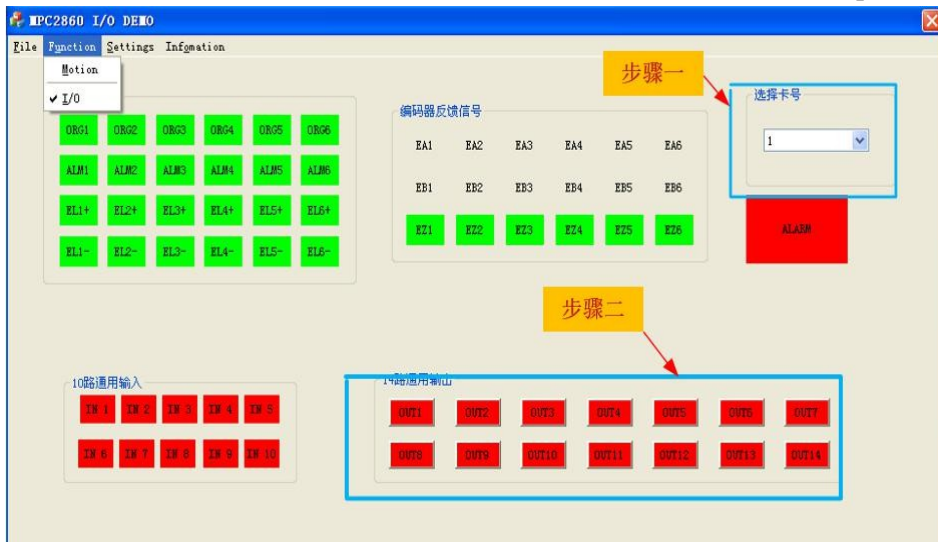 MPC2860 I/O DEMO
File Function Settings Infomation
Motion
✓ I/O
步骤一
选择卡号
1
编码器反馈信号
ORG1 ORG2 ORG3 ORG4 ORG5 ORG6
EA1 EA2 EA3 EA4 EA5 EA6
ALM1 ALM2 ALM3 ALM4 ALM5 ALM6
EB1 EB2 EB3 EB4 EB5 EB6
EL1+ EL2+ EL3+ EL4+ EL5+ EL6+
EZ1 EZ2 EZ3 EZ4 EZ5 EZ6
ALARM
EL1- EL2- EL3- EL4- EL5- EL6-
步骤二
10路通用输入
14路通用输出
IN 1 IN 2 IN 3 IN 4 IN 5
OUT1 OUT2 OUT3 OUT4 OUT5 OUT6 OUT7
IN 6 IN 7 IN 8 IN 9 IN 10
OUT8 OUT9 OUT10 OUT11 OUT12 OUT13 OUT14